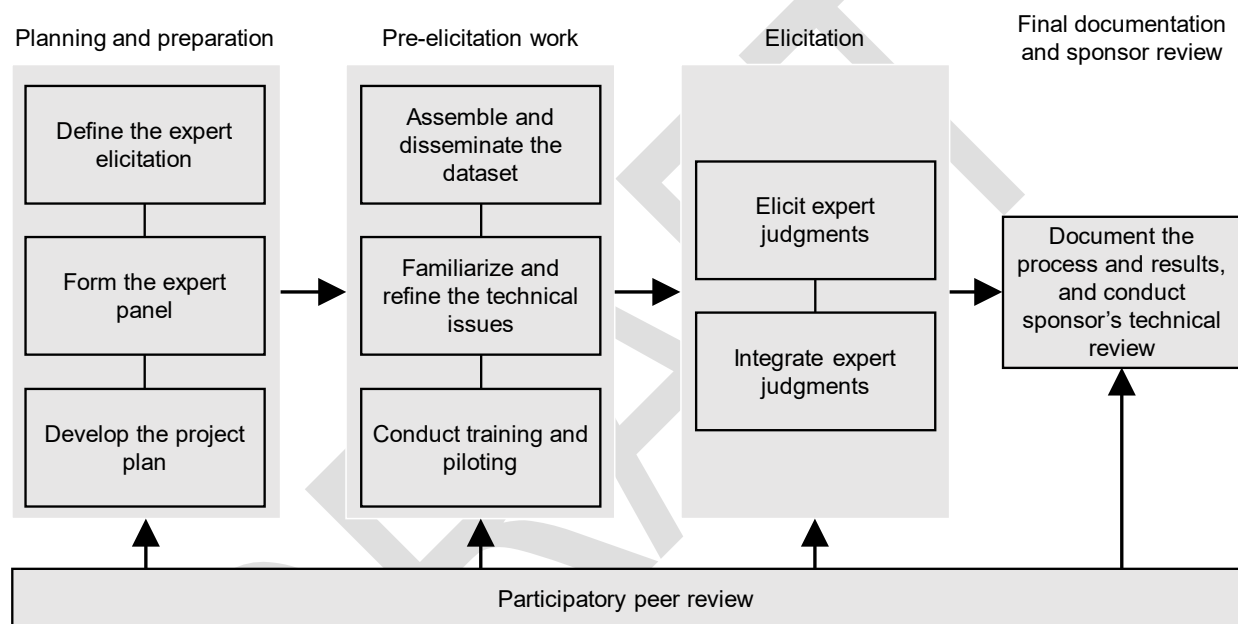 Planning and preparation
Define the expert
elicitation
Form the expert
panel
Develop the project
plan
Pre-elicitation work
Assemble and
disseminate the
dataset
Familiarize and
refine the technical
issues
Conduct training and
piloting
Elicitation
Elicit expert
judgments
Integrate expert
judgments
Final documentation
and sponsor review
Document the
process and results,
and conduct
sponsor’s technical
review
Participatory peer review